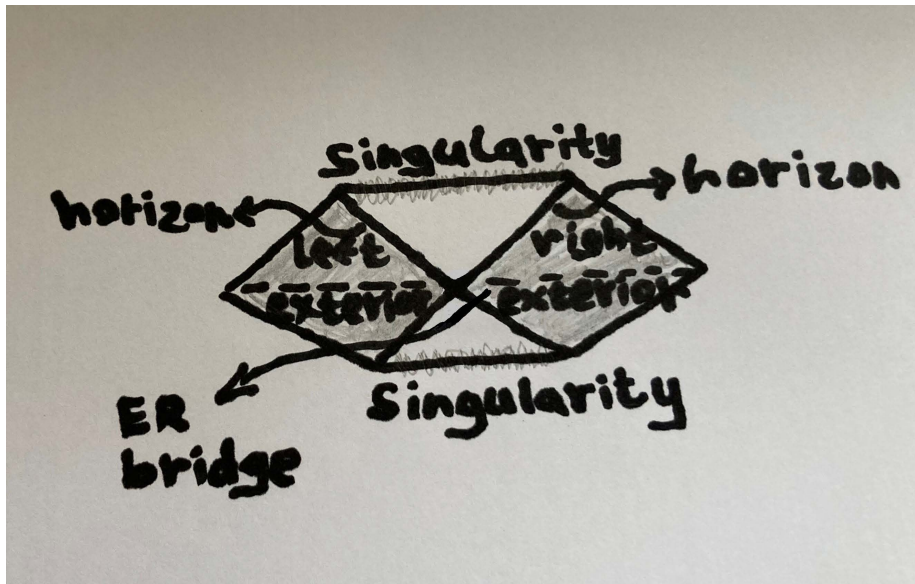 Singularity
horizon
horizon
left
exterior
right
exterior
ER
bridge
Singularity